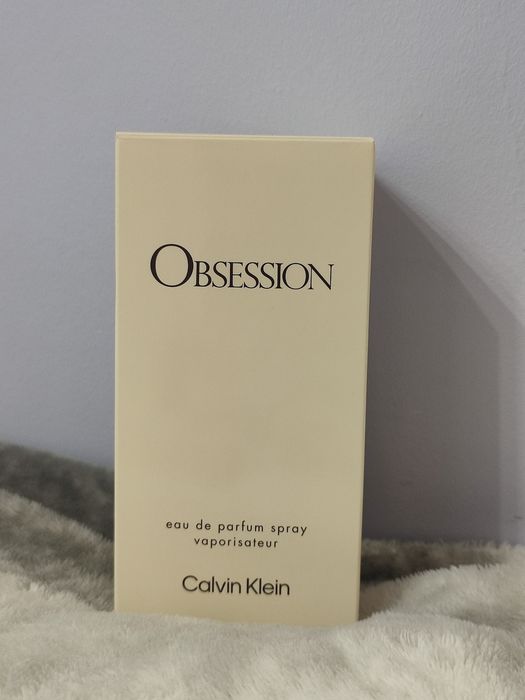 OBSESSION
eau de parfum spray
vaporisateur
Calvin Klein